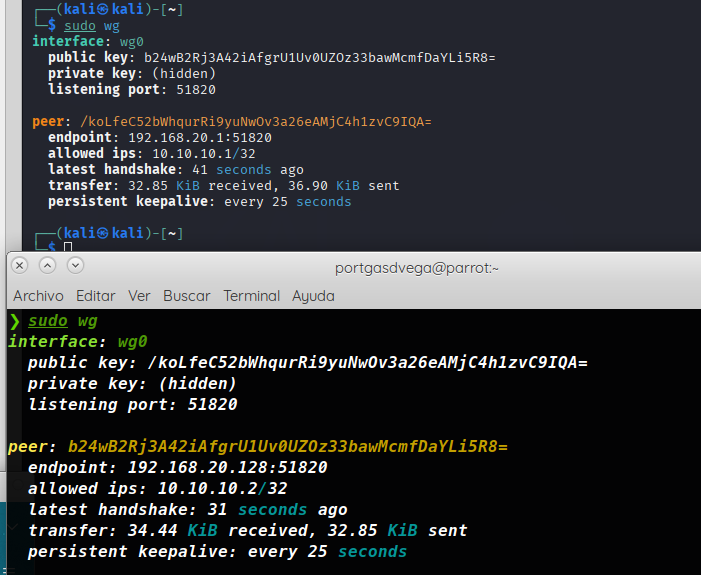 ┌──(kali㉿kali)-[~]
└─$ sudo wg
interface: wg0
  public key: b24wB2Rj3A42iAfgrU1Uv0UZOz33bawMcmfDaYLi5R8=
  private key: (hidden)
  listening port: 51820

peer: /koLfeC52bWhqurRi9yuNwOv3a26eAMjC4h1zvC9IQA=
  endpoint: 192.168.20.1:51820
  allowed ips: 10.10.10.1/32
  latest handshake: 41 seconds ago
  transfer: 32.85 KiB received, 36.90 KiB sent
  persistent keepalive: every 25 seconds

┌──(kali㉿kali)-[~]
└─$
portgasdvega@parrot:~
Archivo Editar Ver Buscar Terminal Ayuda
❯ sudo wg
interface: wg0
  public key: /koLfeC52bWhqurRi9yuNwOv3a26eAMjC4h1zvC9IQA=
  private key: (hidden)
  listening port: 51820

peer: b24wB2Rj3A42iAfgrU1Uv0UZOz33bawMcmfDaYLi5R8=
  endpoint: 192.168.20.128:51820
  allowed ips: 10.10.10.2/32
  latest handshake: 31 seconds ago
  transfer: 34.44 KiB received, 32.85 KiB sent
  persistent keepalive: every 25 seconds